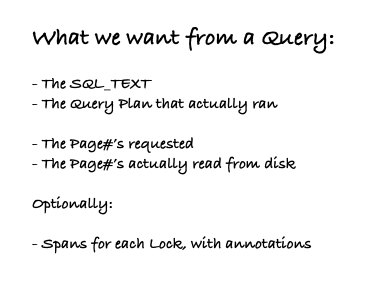 What we want from a Query:
- The SQL_TEXT
- The Query Plan that actually ran
- The Page#'s requested
- The Page#'s actually read from disk
Optionally:
- Spans for each Lock, with annotations